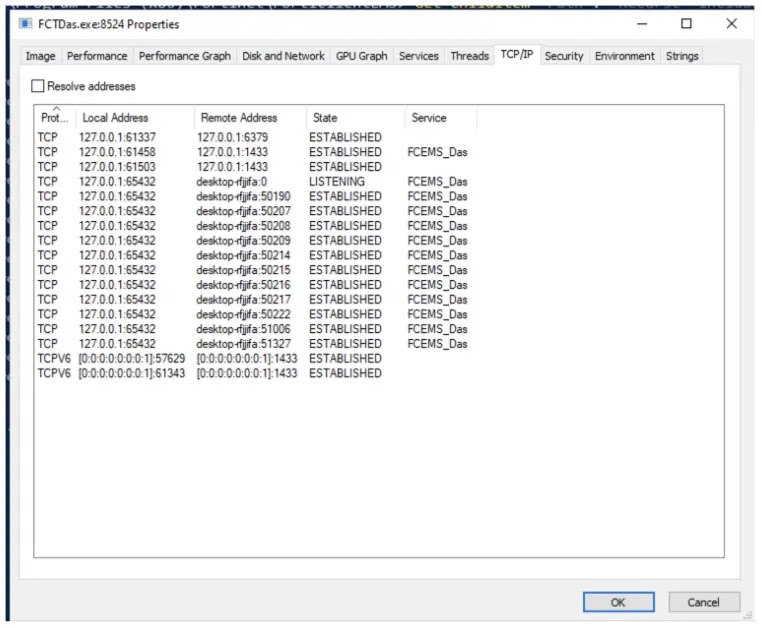 FCTDas.exe:8524 Properties
Image Performance Performance Graph Disk and Network GPU Graph Services Threads TCP/IP Security Environment Strings
Resolve addresses
Prot... Local Address Remote Address State Service
TCP 127.0.0.1:61337 127.0.0.1:6379 ESTABLISHED
TCP 127.0.0.1:61458 127.0.0.1:1433 ESTABLISHED FCEMS_Das
TCP 127.0.0.1:61503 127.0.0.1:1433 ESTABLISHED
TCP 127.0.0.1:65432 desktop-rfjjifa:0 LISTENING FCEMS_Das
TCP 127.0.0.1:65432 desktop-rfjjifa:50190 ESTABLISHED FCEMS_Das
TCP 127.0.0.1:65432 desktop-rfjjifa:50207 ESTABLISHED FCEMS_Das
TCP 127.0.0.1:65432 desktop-rfjjifa:50208 ESTABLISHED FCEMS_Das
TCP 127.0.0.1:65432 desktop-rfjjifa:50209 ESTABLISHED FCEMS_Das
TCP 127.0.0.1:65432 desktop-rfjjifa:50214 ESTABLISHED FCEMS_Das
TCP 127.0.0.1:65432 desktop-rfjjifa:50215 ESTABLISHED FCEMS_Das
TCP 127.0.0.1:65432 desktop-rfjjifa:50216 ESTABLISHED FCEMS_Das
TCP 127.0.0.1:65432 desktop-rfjjifa:50217 ESTABLISHED FCEMS_Das
TCP 127.0.0.1:65432 desktop-rfjjifa:50222 ESTABLISHED FCEMS_Das
TCP 127.0.0.1:65432 desktop-rfjjifa:51006 ESTABLISHED FCEMS_Das
TCP 127.0.0.1:65432 desktop-rfjjifa:51327 ESTABLISHED FCEMS_Das
TCPV6 [0:0:0:0:0:0:0:1]:57629 [0:0:0:0:0:0:0:1]:1433 ESTABLISHED
TCPV6 [0:0:0:0:0:0:0:1]:61343 [0:0:0:0:0:0:0:1]:1433 ESTABLISHED
OK Cancel